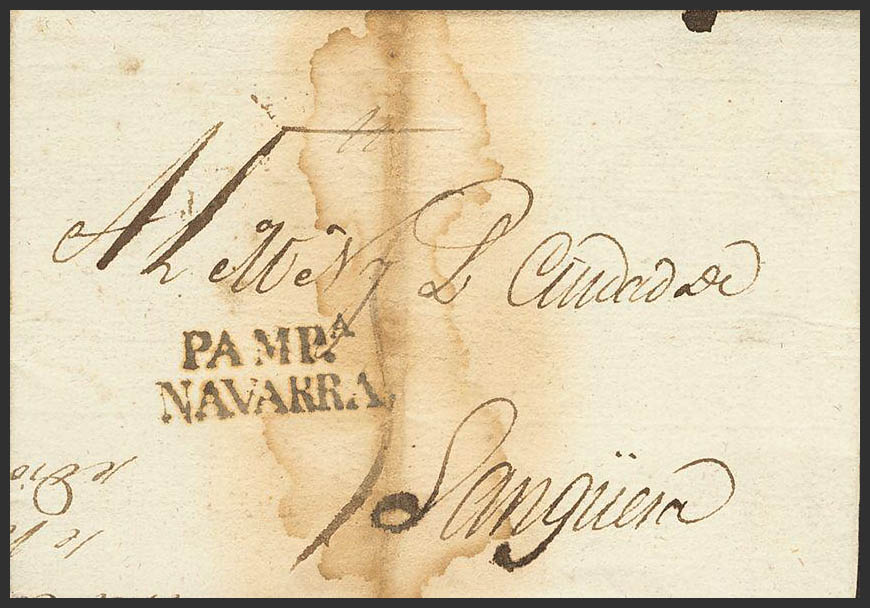 A la M N y L Ciudad de
PAMP.A
NAVARRA,
Sangüesa